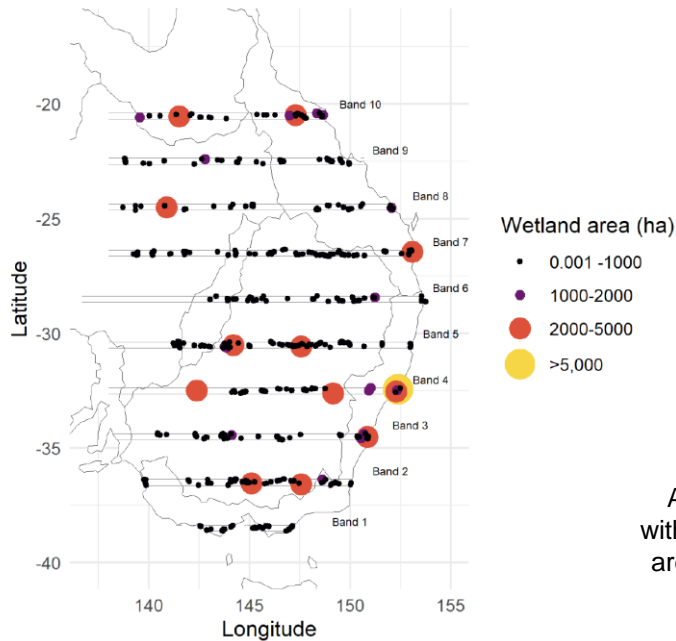 -20
-25
-30
-35
-40
Latitude
140
145
150
155
Longitude
Band 10
Band 9
Band 8
Band 7
Band 6
Band 5
Band 4
Band 3
Band 2
Band 1
Wetland area (ha)
0.001 -1000
1000-2000
2000-5000
>5,000
A
with
are